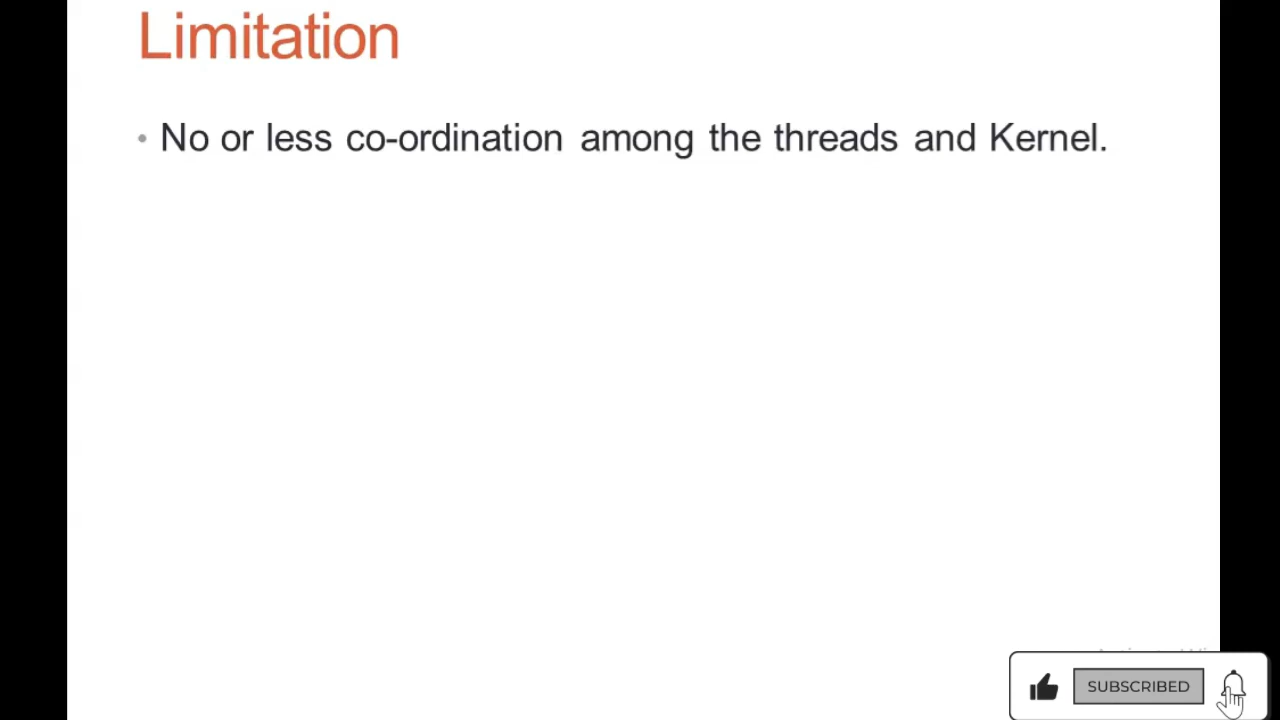 Limitation
• No or less co-ordination among the threads and Kernel.
SUBSCRIBED